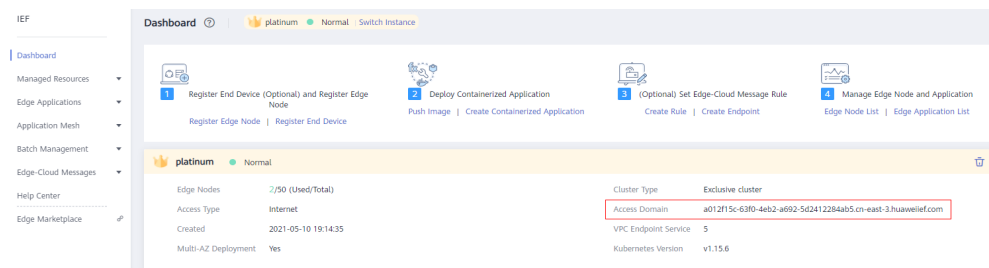 IEF
Dashboard
Managed Resources
Edge Applications
Application Mesh
Batch Management
Edge-Cloud Messages
Help Center
Edge Marketplace
Dashboard ? platinum Normal Switch Instance
1 Register End Device (Optional) and Register Edge
Node
Register Edge Node | Register End Device
2 Deploy Containerized Application
Push Image | Create Containerized Application
3 (Optional) Set Edge-Cloud Message Rule
Create Rule | Create Endpoint
4 Manage Edge Node and Application
Edge Node List | Edge Application List
platinum Normal
Edge Nodes 2/50 (Used/Total)
Access Type Internet
Created 2021-05-10 19:14:35
Multi-AZ Deployment Yes
Cluster Type Exclusive cluster
Access Domain a012f15c-63f0-4eb2-a692-5d2412284ab5.cn-east-3.huaweiief.com
VPC Endpoint Service 5
Kubernetes Version v1.15.6